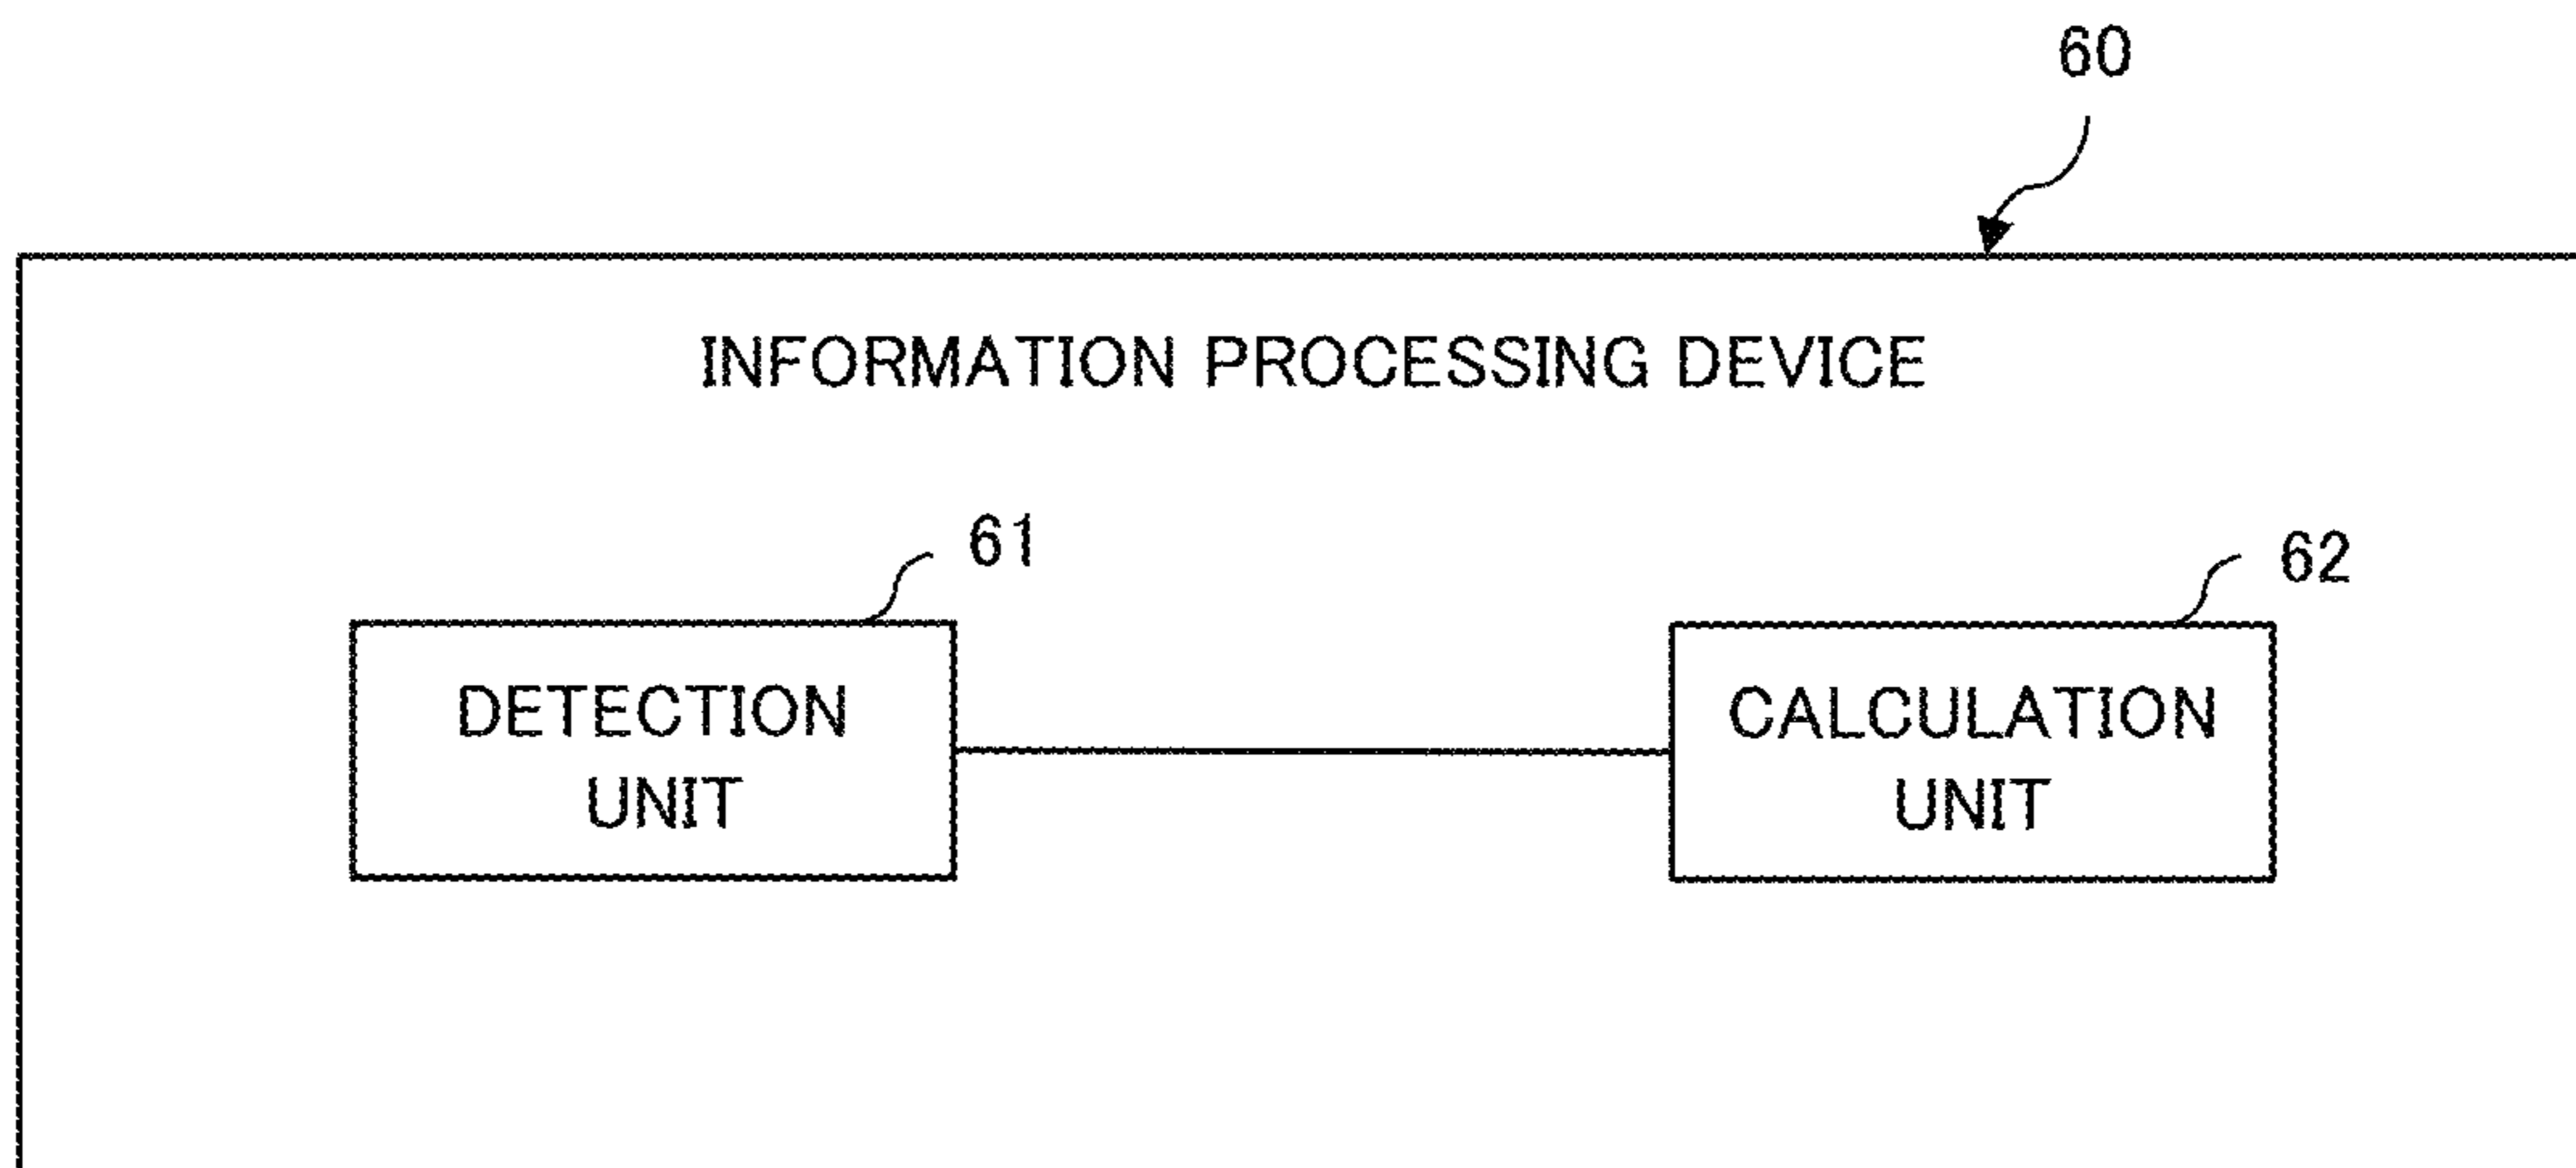 60
INFORMATION PROCESSING DEVICE
61
62
DETECTION
UNIT
CALCULATION
UNIT